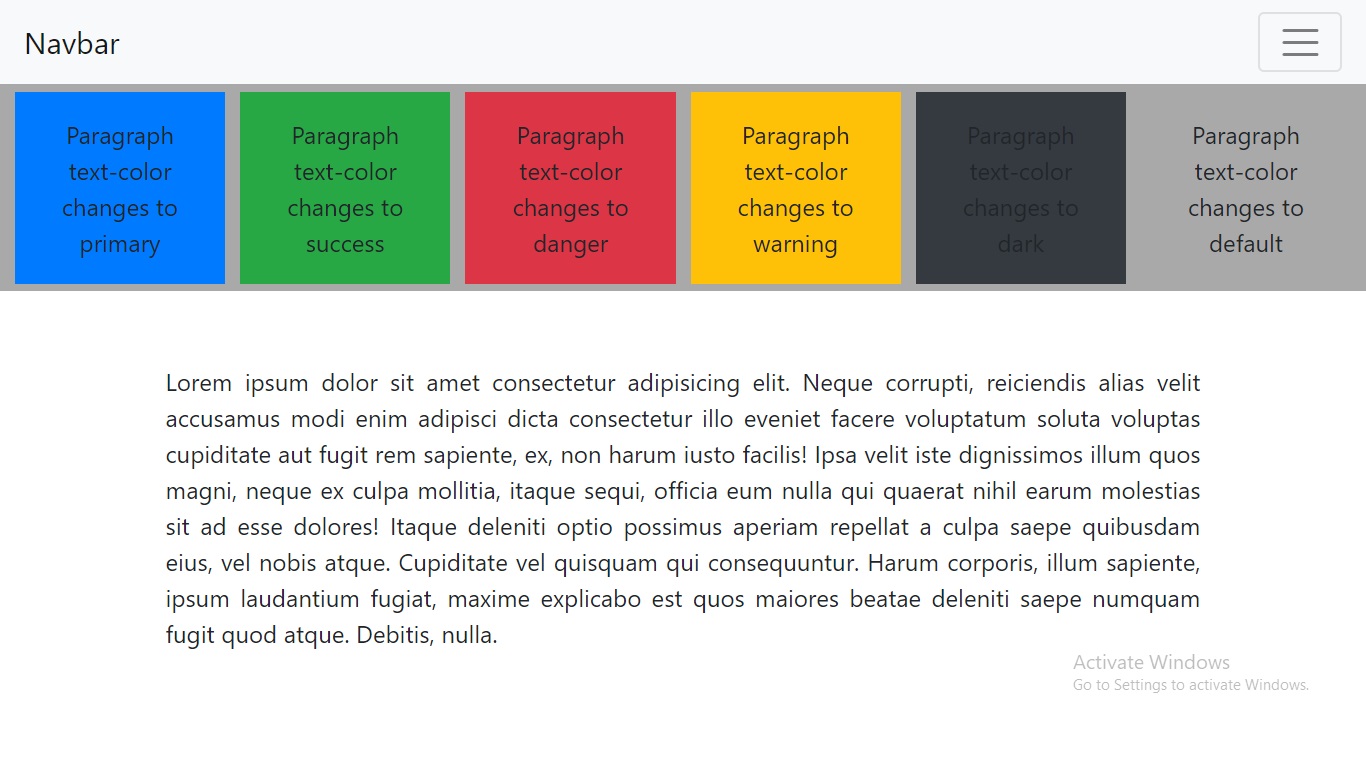 Navbar
Paragraph
text-color
changes to
primary
Paragraph
text-color
changes to
success
Paragraph
text-color
changes to
danger
Paragraph
text-color
changes to
warning
Paragraph
text-color
changes to
dark
Paragraph
text-color
changes to
default
Lorem ipsum dolor sit amet consectetur adipisicing elit. Neque corrupti, reiciendis alias velit
accusamus modi enim adipisci dicta consectetur illo eveniet facere voluptatum soluta voluptas
cupiditate aut fugit rem sapiente, ex, non harum iusto facilis! Ipsa velit iste dignissimos illum quos
magni, neque ex culpa mollitia, itaque sequi, officia eum nulla qui quaerat nihil earum molestias
sit ad esse dolores! Itaque deleniti optio possimus aperiam repellat a culpa saepe quibusdam
eius, vel nobis atque. Cupiditate vel quisquam qui consequuntur. Harum corporis, illum sapiente,
ipsum laudantium fugiat, maxime explicabo est quos maiores beatae deleniti saepe numquam
fugit quod atque. Debitis, nulla.
Activate Windows
Go to Settings to activate Windows.